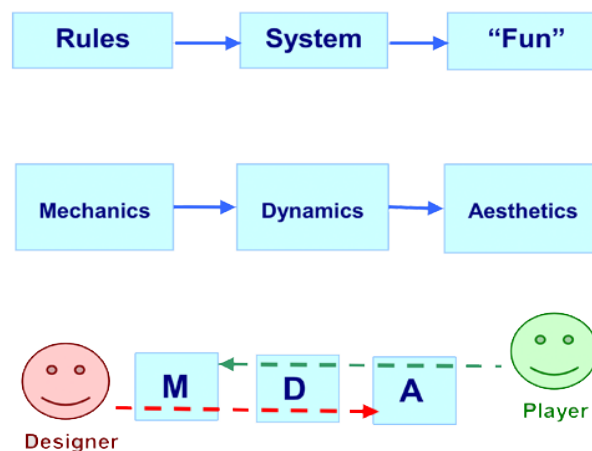 Rules
System
“Fun”
Mechanics
Dynamics
Aesthetics
M
D
A
Designer
Player